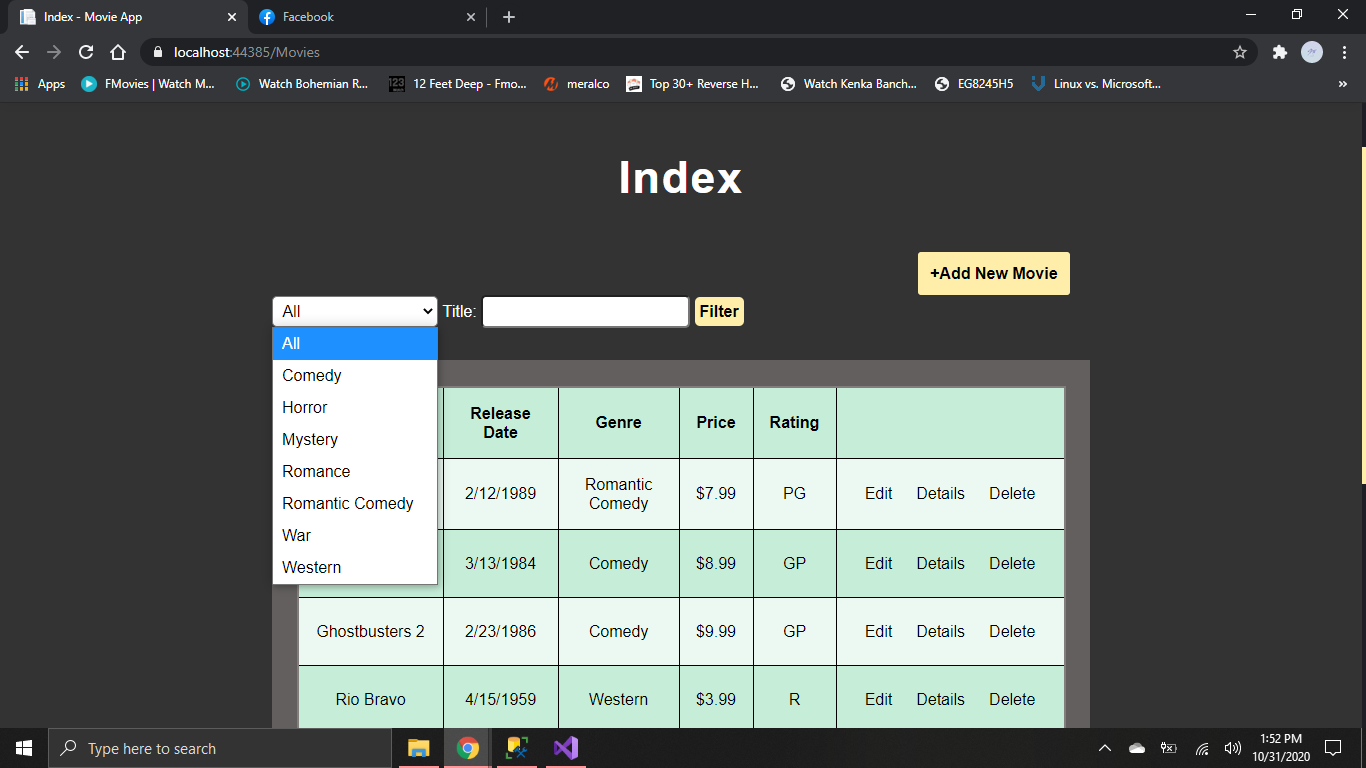 Index - Movie App
Facebook
localhost:44385/Movies
Apps
FMovies | Watch M...
Watch Bohemian R...
123
12 Feet Deep - Fmo...
meralco
Top 30+ Reverse H...
Watch Kenka Banch...
EG8245H5
Linux vs. Microsoft...
»
Index
+Add New Movie
All Title: Filter
All
Comedy
Horror
Mystery
Romance
Romantic Comedy
War
Western
Release
Date
Genre Price Rating
2/12/1989 Romantic
Comedy
$7.99 PG Edit Details Delete
3/13/1984 Comedy $8.99 GP Edit Details Delete
Ghostbusters 2 2/23/1986 Comedy $9.99 GP Edit Details Delete
Rio Bravo 4/15/1959 Western $3.99 R Edit Details Delete
Type here to search
1:52 PM
10/31/2020